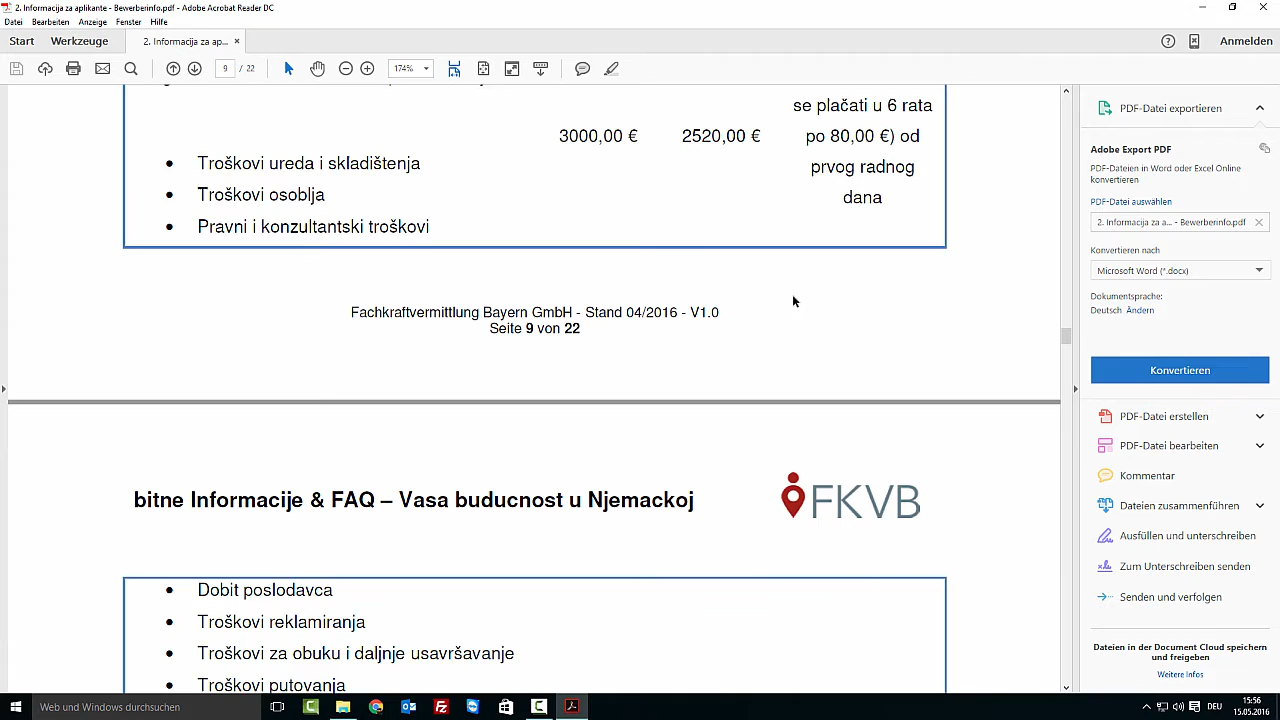 2. Informacija za aplikante - Bewerberinfo.pdf - Adobe Acrobat Reader DC
Datei Bearbeiten Anzeige Fenster Hilfe
Start Werkzeuge 2. Informacija za ap... × Anmelden
9 / 22 174%
se plačati u 6 rata
3000,00 € 2520,00 € po 80,00 €) od
• Troškovi ureda i skladištenja
prvog radnog
• Troškovi osoblja
dana
• Pravni i konzultantski troškovi
Fachkraftvermittlung Bayern GmbH - Stand 04/2016 - V1.0
Seite 9 von 22
bitne Informacije & FAQ – Vasa buducnost u Njemackoj
FKVB
• Dobit poslodavca
• Troškovi reklamiranja
• Troškovi za obuku i daljnje usavršavanje
• Troškovi putovanja
PDF-Datei exportieren
Adobe Export PDF
PDF-Dateien in Word oder Excel Online
konvertieren
PDF-Datei auswählen
2. Informacija za a... - Bewerberinfo.pdf ×
Konvertieren nach
Microsoft Word (*.docx)
Dokumentsprache:
Deutsch Ändern
Konvertieren
PDF-Datei erstellen
PDF-Datei bearbeiten
Kommentar
Dateien zusammenführen
Ausfüllen und unterschreiben
Zum Unterschreiben senden
Senden und verfolgen
Dateien in der Document Cloud speichern
und freigeben
Weitere Infos
Web und Windows durchsuchen
DEU
15:56
15.05.2016